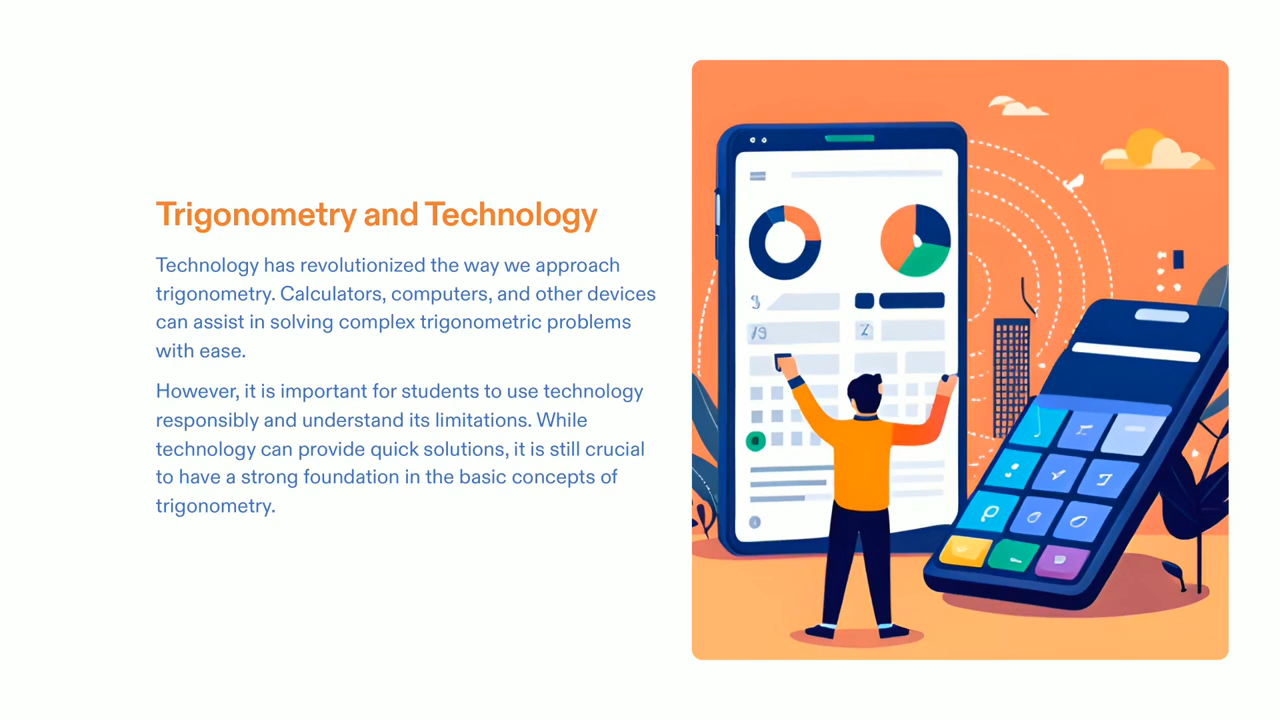 Trigonometry and Technology
Technology has revolutionized the way we approach
trigonometry. Calculators, computers, and other devices
can assist in solving complex trigonometric problems
with ease.
However, it is important for students to use technology
responsibly and understand its limitations. While
technology can provide quick solutions, it is still crucial
to have a strong foundation in the basic concepts of
trigonometry.